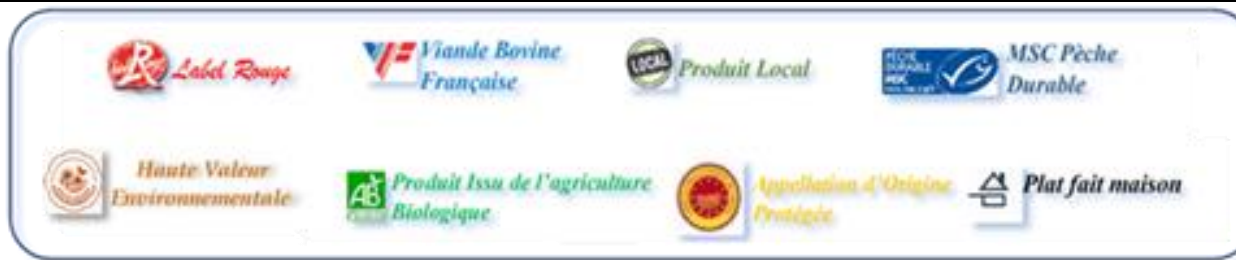 Label Rouge
Viande Bovine
Française
LOCAL
Produit Local
PÊCHE
DURABLE
MSC
MSC Pèche
Durable
Haute Valeur
Environnementale
AB
Produit Issu de l'agriculture
Biologique
Appellation d'Origine
Protégée
Plat fait maison